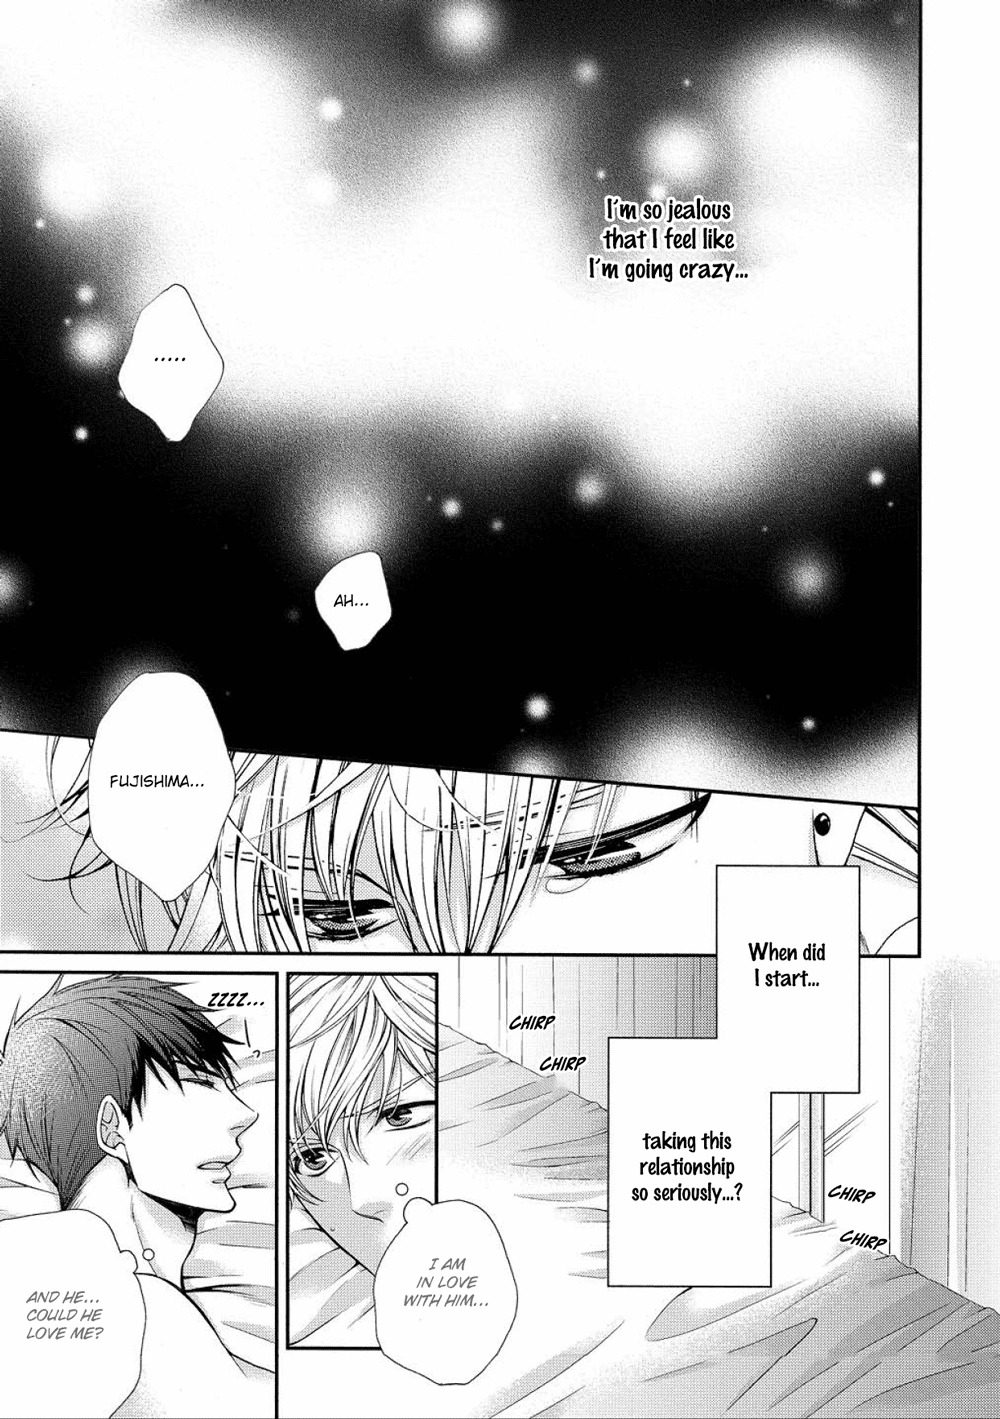 I'm so jealous
that I feel like
I'm going crazy...
.....
AH...
FUJISHIMA...
When did
I start...
CHIRP
CHIRP
taking this
relationship
so seriously...?
CHIRP
CHIRP
I AM
IN LOVE
WITH HIM...
ZZZZ...
AND HE...
COULD HE
LOVE ME?